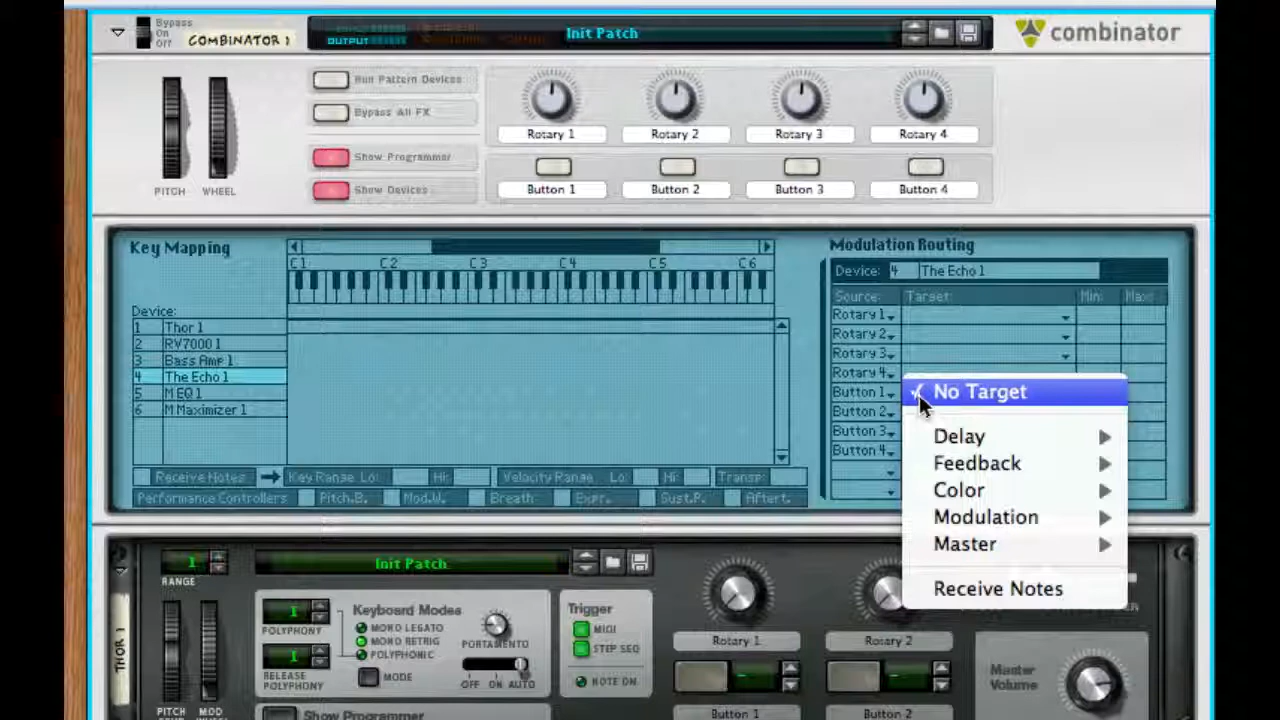 Bypass
On
Off
COMBINATOR 1
OUTPUT
Init Patch
combinator
Run Pattern Devices
Bypass All FX
Show Programmer
Show Devices
PITCH
WHEEL
Rotary 1
Rotary 2
Rotary 3
Rotary 4
Button 1
Button 2
Button 3
Button 4
Key Mapping
C1 C2 C3 C4 C5 C6
Device:
1 Thor 1
2 RV7000 1
3 Bass Amp 1
4 The Echo 1
5 M EQ 1
6 M Maximizer 1
Receive Notes Key Range Lo: Hi: Velocity Range Lo: Hi: Transp:
Performance Controllers Pitch.B. Mod.W. Breath: Expr. Sust.P. Aftert.
Modulation Routing
Device: 4 The Echo 1
Source: Target: Min: Max:
Rotary 1
Rotary 2
Rotary 3
Rotary 4
Button 1
Button 2
Button 3
Button 4
No Target
Delay
Feedback
Color
Modulation
Master
Receive Notes
THOR 1
1
RANGE
Init Patch
1
POLYPHONY
1
RELEASE
POLYPHONY
Keyboard Modes
MONO LEGATO
MONO RETRIG
POLYPHONIC
MODE
PORTAMENTO
OFF ON AUTO
Trigger
MIDI
STEP SEQ
NOTE ON
Rotary 1
Rotary 2
Button 1
Button 2
Master
Volume
PITCH
MOD
Show Programmer